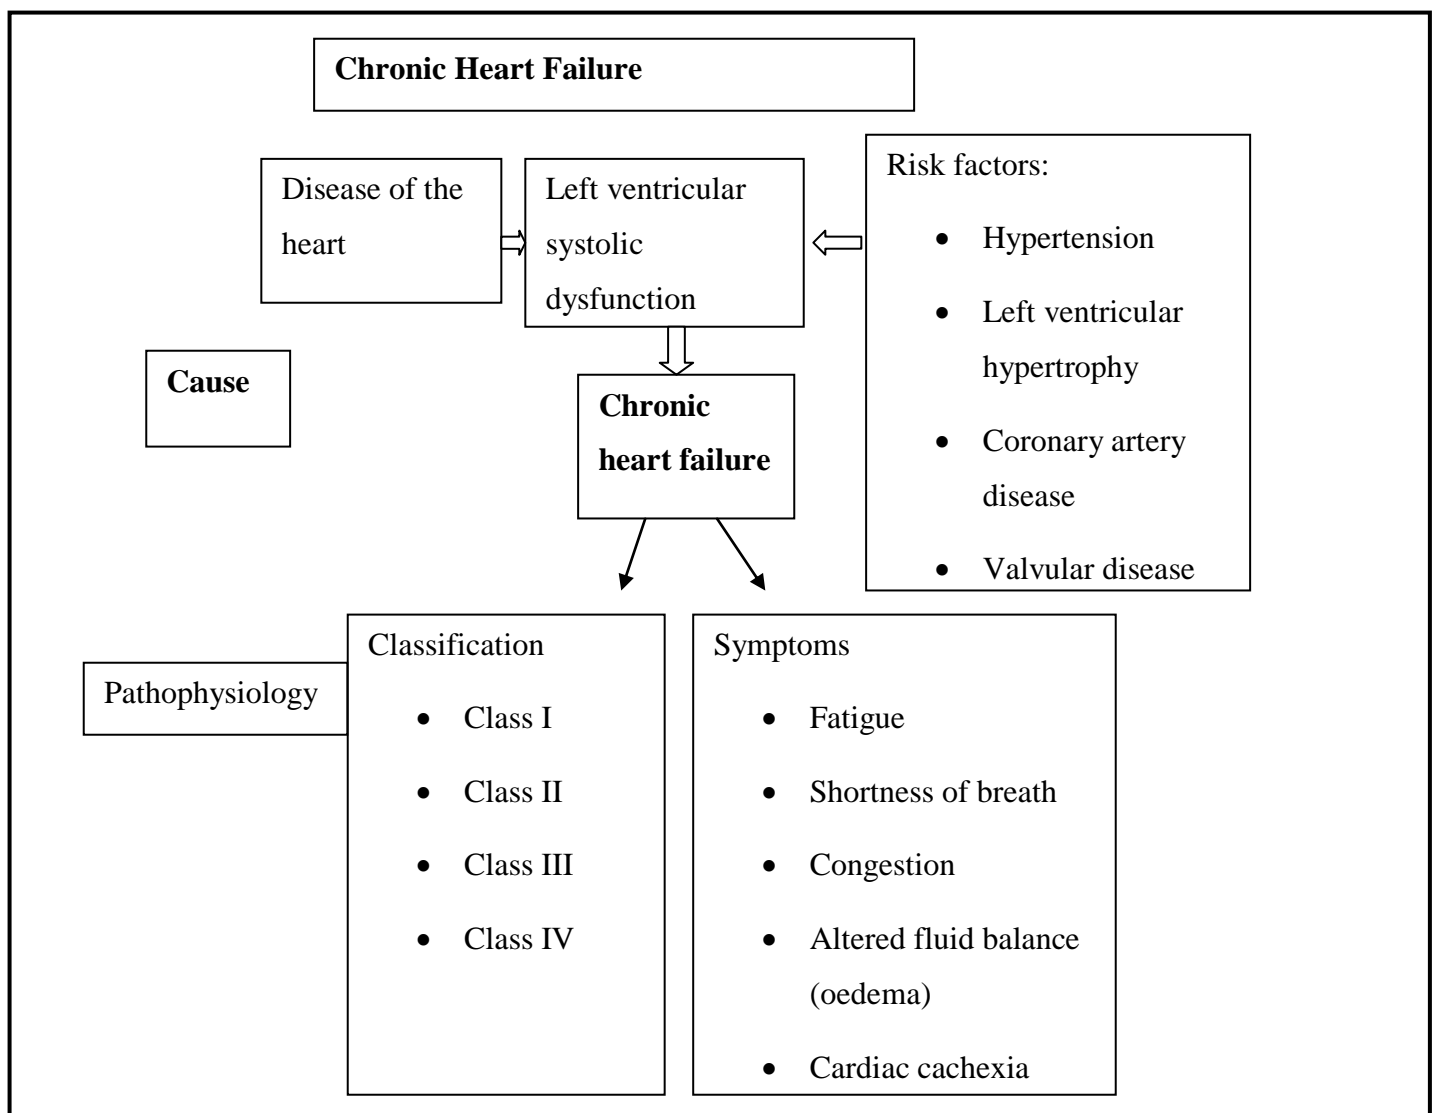 Chronic Heart Failure
Disease of the
heart
Left ventricular
systolic
dysfunction
Risk factors:
• Hypertension
• Left ventricular
hypertrophy
• Coronary artery
disease
• Valvular disease
Cause
Chronic
heart failure
Pathophysiology
Classification
• Class I
• Class II
• Class III
• Class IV
Symptoms
• Fatigue
• Shortness of breath
• Congestion
• Altered fluid balance
(oedema)
• Cardiac cachexia